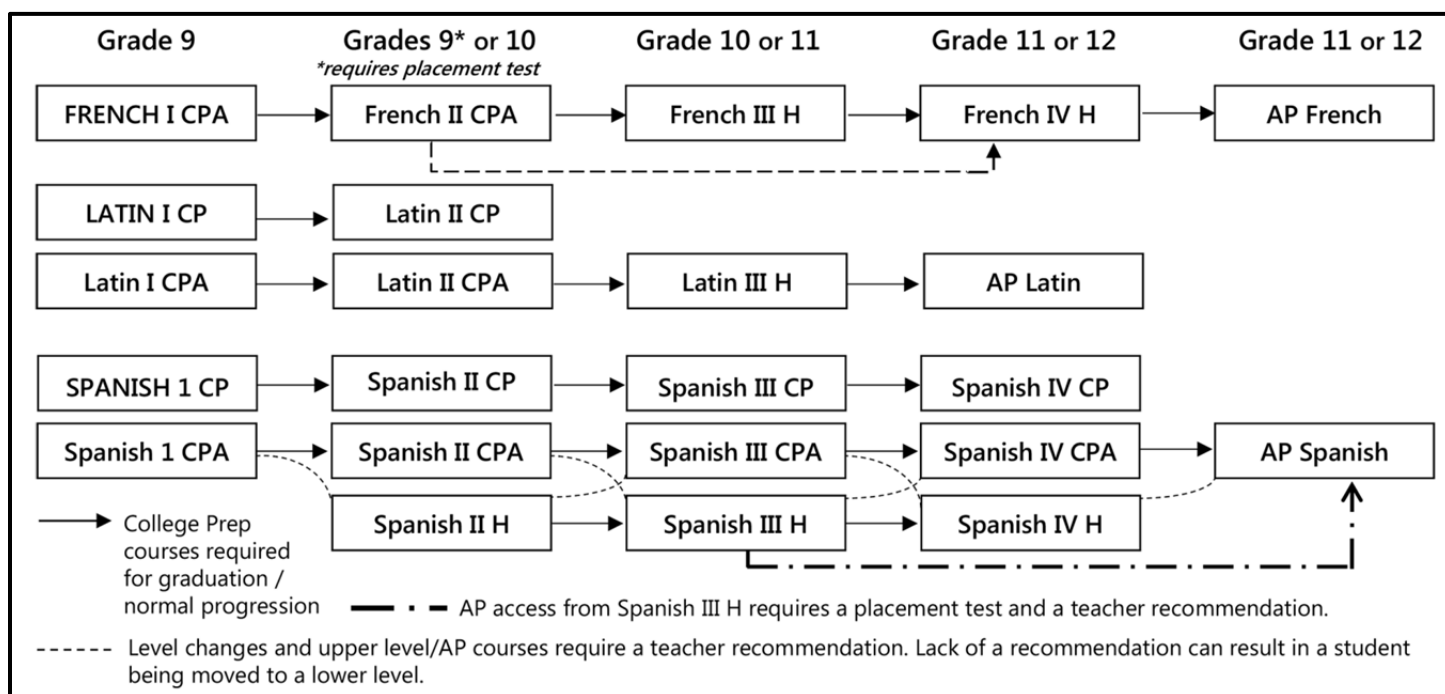 Grade 9
Grades 9* or 10
*requires placement test
Grade 10 or 11
Grade 11 or 12
Grade 11 or 12
FRENCH I CPA
French II CPA
French III H
French IV H
AP French
LATIN I CP
Latin II CP
Latin I CPA
Latin II CPA
Latin III H
AP Latin
SPANISH 1 CP
Spanish II CP
Spanish III CP
Spanish IV CP
Spanish 1 CPA
Spanish II CPA
Spanish III CPA
Spanish IV CPA
AP Spanish
Spanish II H
Spanish III H
Spanish IV H
College Prep
courses required
for graduation /
normal progression
AP access from Spanish III H requires a placement test and a teacher recommendation.
Level changes and upper level/AP courses require a teacher recommendation. Lack of a recommendation can result in a student
being moved to a lower level.